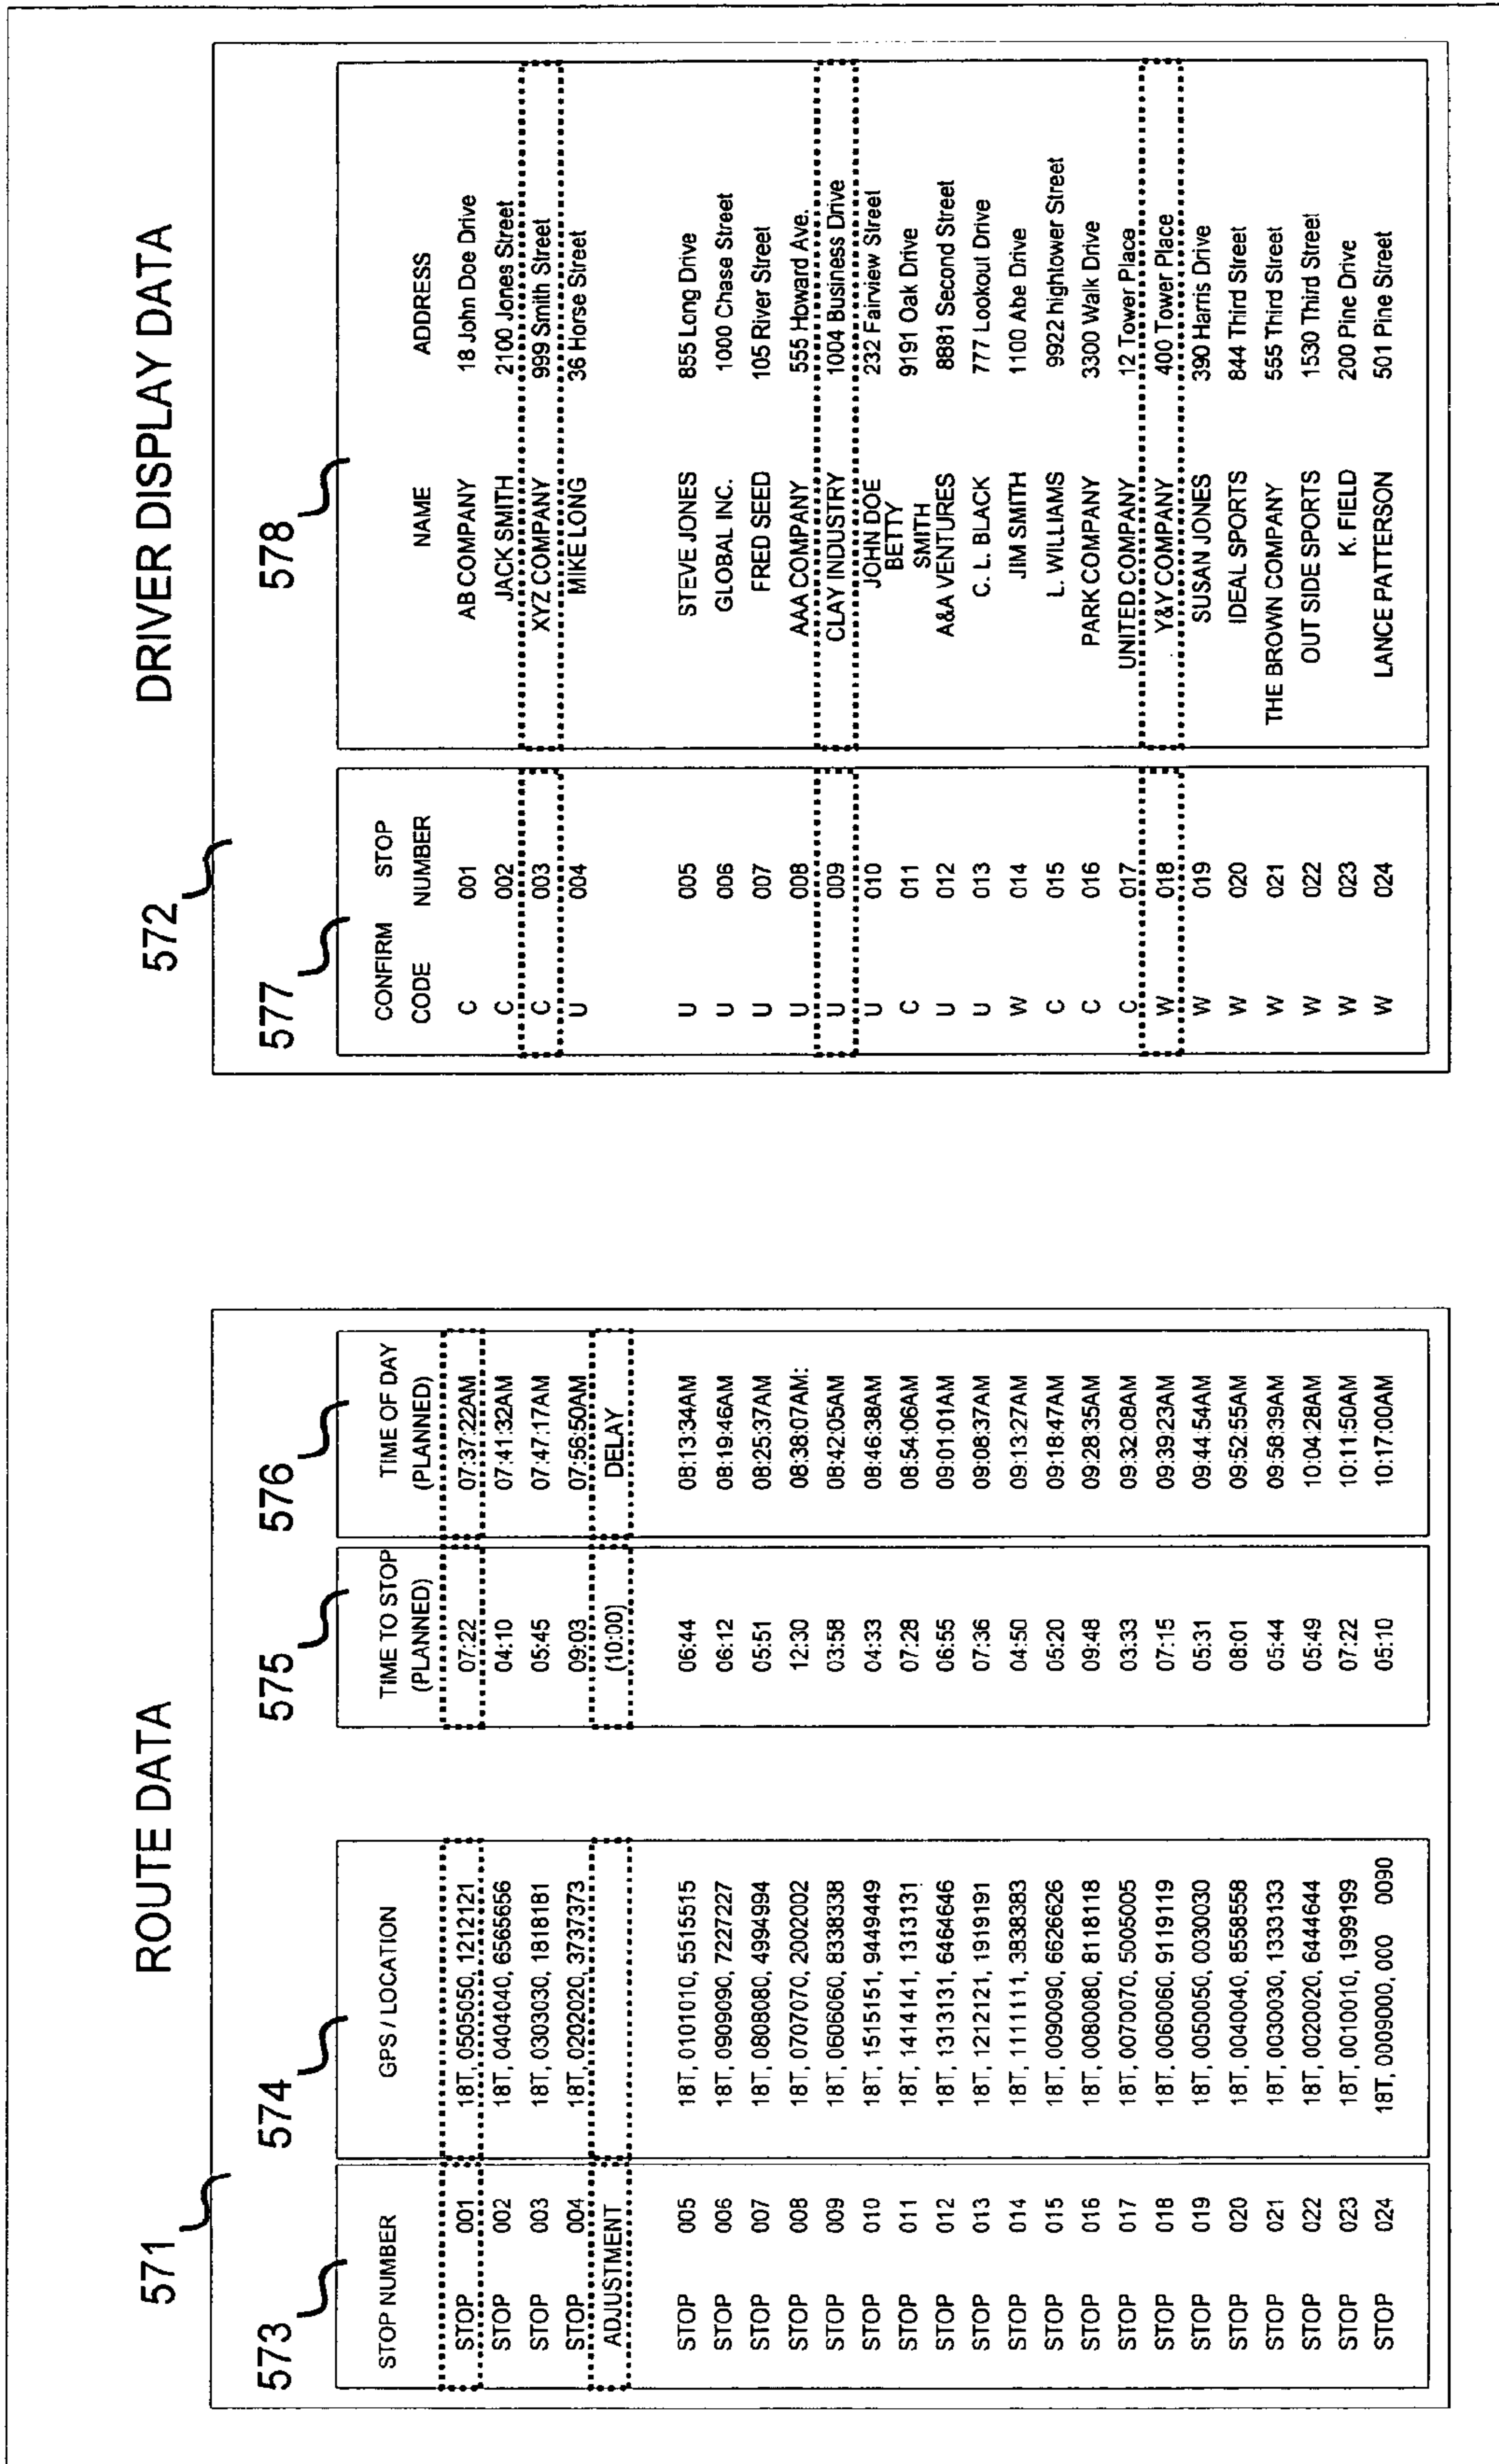 ROUTE DATA
571
573
574
575
576
STOP NUMBER
GPS / LOCATION
TIME TO STOP
(PLANNED)
TIME OF DAY
(PLANNED)
STOP 001 18T, 0505050, 1212121 07:22 07:37:22AM
STOP 002 18T, 0404040, 6565656 04:10 07:41:32AM
STOP 003 18T, 0303030, 1818181 05:45 07:47:17AM
STOP 004 18T, 0202020, 3737373 09:03 07:56:50AM
ADJUSTMENT (10:00) DELAY
STOP 005 18T, 0101010, 5515515 06:44 08:13:34AM
STOP 006 18T, 0909090, 7227227 06:12 08:19:46AM
STOP 007 18T, 0808080, 4994994 05:51 08:25:37AM
STOP 008 18T, 0707070, 2002002 12:30 08:38:07AM:
STOP 009 18T, 0606060, 8338338 03:58 08:42:05AM
STOP 010 18T, 1515151, 9449449 04:33 08:46:38AM
STOP 011 18T, 1414141, 1313131 07:28 08:54:06AM
STOP 012 18T, 1313131, 6464646 06:55 09:01:01AM
STOP 013 18T, 1212121, 1919191 07:36 09:08:37AM
STOP 014 18T, 1111111, 3838383 04:50 09:13:27AM
STOP 015 18T, 0090090, 6626626 05:20 09:18:47AM
STOP 016 18T, 0080080, 8118118 09:48 09:28:35AM
STOP 017 18T, 0070070, 5005005 03:33 09:32:08AM
STOP 018 18T, 0060060, 9119119 07:15 09:39:23AM
STOP 019 18T, 0050050, 0030030 05:31 09:44:54AM
STOP 020 18T, 0040040, 8558558 08:01 09:52:55AM
STOP 021 18T, 0030030, 1333133 05:44 09:58:39AM
STOP 022 18T, 0020020, 6444644 05:49 10:04:28AM
STOP 023 18T, 0010010, 1999199 07:22 10:11:50AM
STOP 024 18T, 0009000, 000 0090 05:10 10:17:00AM
DRIVER DISPLAY DATA
572
577
578
CONFIRM
CODE
STOP
NUMBER
NAME
ADDRESS
C 001 AB COMPANY 18 John Doe Drive
C 002 JACK SMITH 2100 Jones Street
C 003 XYZ COMPANY 999 Smith Street
U 004 MIKE LONG 36 Horse Street
U 005 STEVE JONES 855 Long Drive
U 006 GLOBAL INC. 1000 Chase Street
U 007 FRED SEED 105 River Street
U 008 AAA COMPANY 555 Howard Ave.
U 009 CLAY INDUSTRY 1004 Business Drive
U 010 JOHN DOE 232 Fairview Street
C 011 BETTY SMITH 9191 Oak Drive
U 012 A&A VENTURES 8881 Second Street
U 013 C. L. BLACK 777 Lookout Drive
W 014 JIM SMITH 1100 Abe Drive
C 015 L. WILLIAMS 9922 hightower Street
C 016 PARK COMPANY 3300 Walk Drive
C 017 UNITED COMPANY 12 Tower Place
W 018 Y&Y COMPANY 400 Tower Place
W 019 SUSAN JONES 390 Harris Drive
W 020 IDEAL SPORTS 844 Third Street
W 021 THE BROWN COMPANY 555 Third Street
W 022 OUT SIDE SPORTS 1530 Third Street
W 023 K. FIELD 200 Pine Drive
W 024 LANCE PATTERSON 501 Pine Street